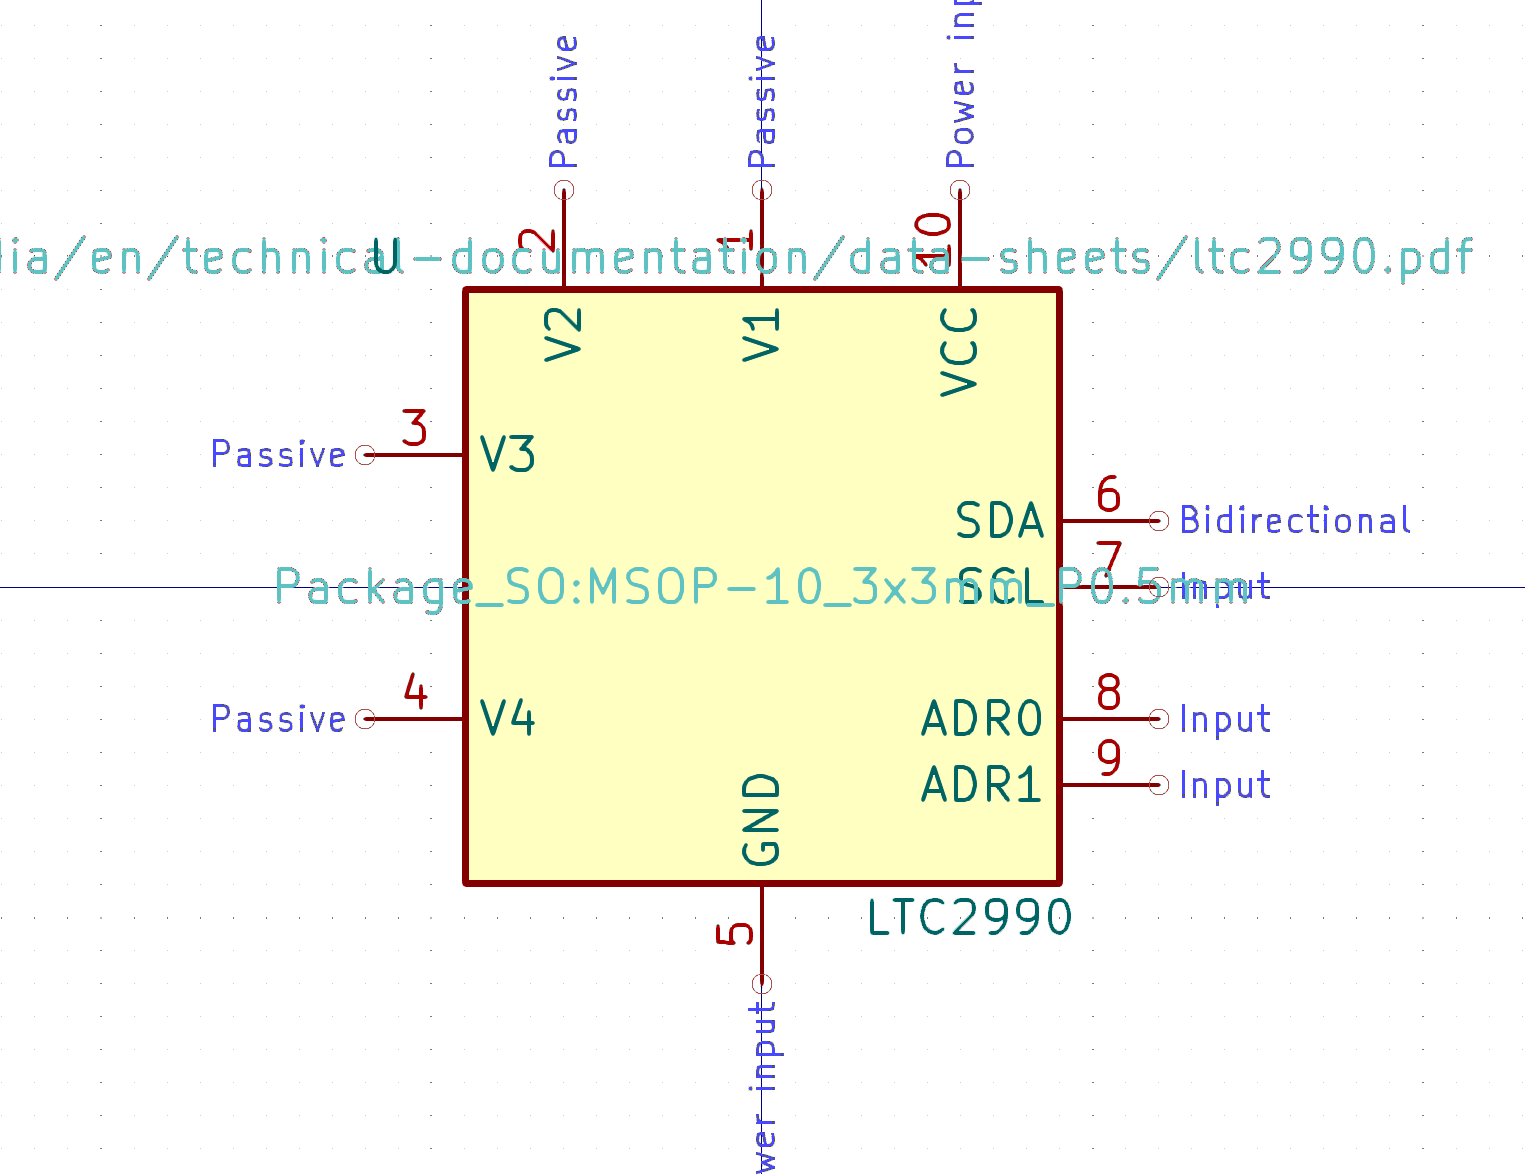 Passive
Passive
Power inp
2
1
10
dia/en/technical-documentation/data-sheets/ltc2990.pdf
U
V2
V1
VCC
Passive
3
V3
SDA
6
Bidirectional
Package_SO:MSOP-10_3x3mm_P0.5mm
SCL
7
Input
Passive
4
V4
ADR0
8
Input
ADR1
9
Input
GND
LTC2990
5
wer input